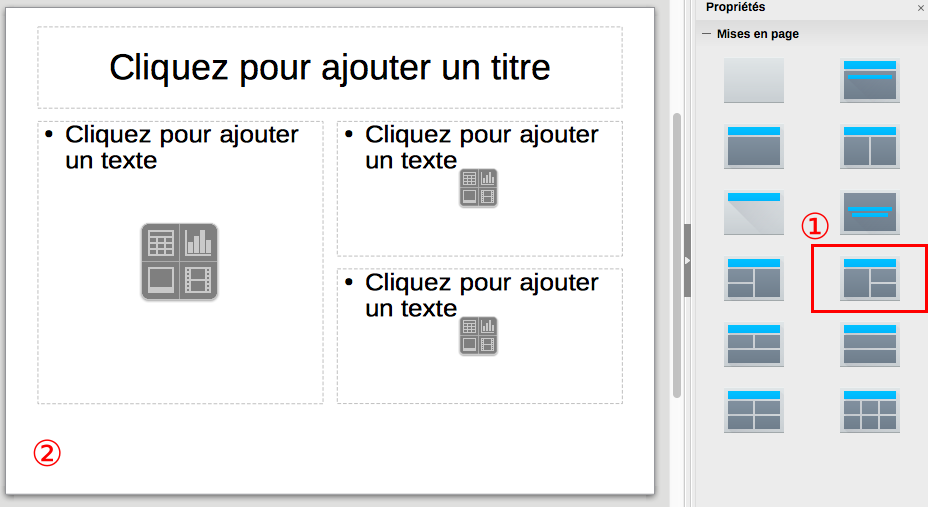 Propriétés ×
Mises en page
Cliquez pour ajouter un titre
• Cliquez pour ajouter
un texte
• Cliquez pour ajouter
un texte
• Cliquez pour ajouter
un texte
①
②